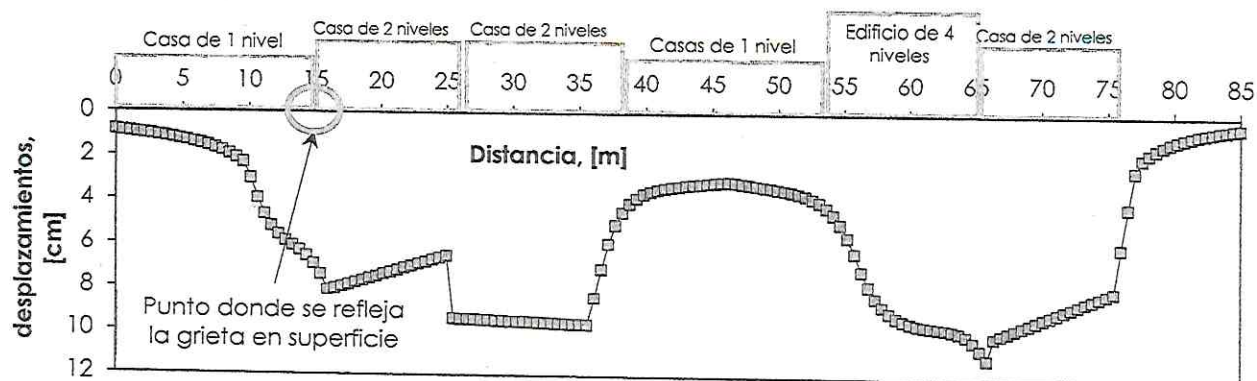 Casa de 1 nivel
Casa de 2 niveles
Casa de 2 niveles
Casas de 1 nivel
Edificio de 4
niveles
Casa de 2 niveles
0 5 10 15 20 25 30 35 40 45 50 55 60 65 70 75 80 85
0
2
4
6
8
10
12
desplazamientos,
[cm]
Distancia, [m]
Punto donde se refleja
la grieta en superficie